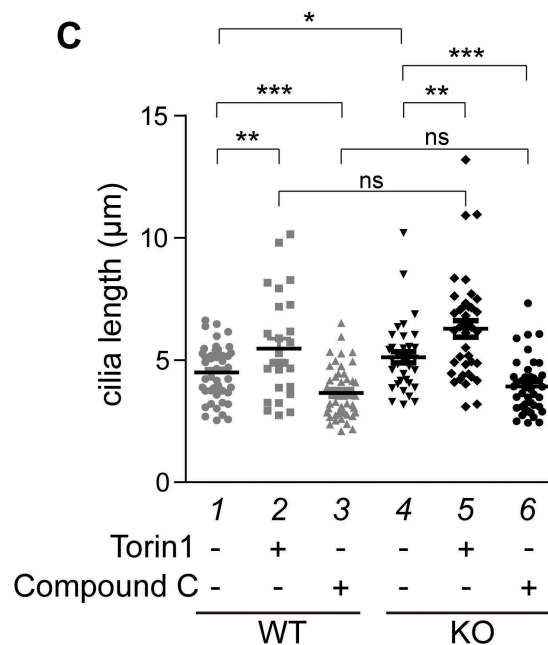 C
*
***
***
**
**
ns
ns
15
10
5
0
cilia length (µm)
1 2 3 4 5 6
Torin1 - + - - + -
Compound C - - + - - +
WT KO